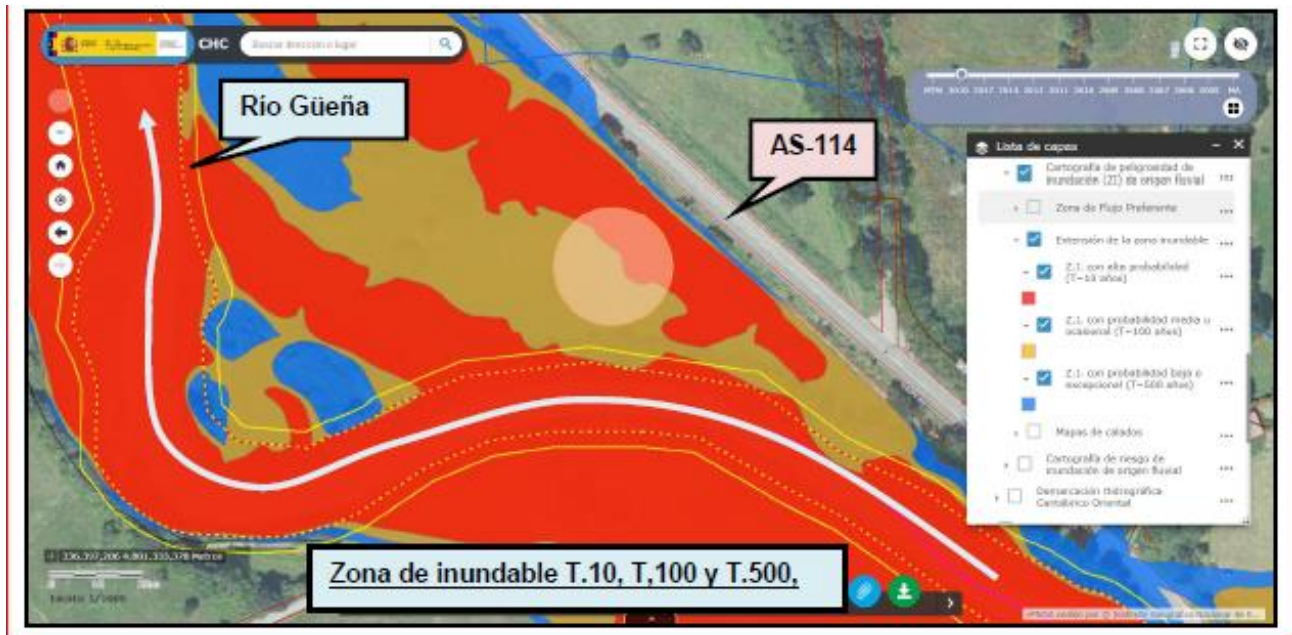 CHC
Buscar dirección o lugar
Río Güeña
AS-114
Lista de capas
Cartografía de peligrosidad de
inundación (ZI) de origen fluvial
Zona de Flujo Preferente
Extensión de la zona inundable
Z.I. con alta probabilidad
(T=10 años)
Z.I. con probabilidad media u
ocasional (T=100 años)
Z.I. con probabilidad baja o
excepcional (T=500 años)
Mapas de calados
Cartografía de riesgo de
inundación de origen fluvial
Demarcación Hidrográfica
Cantábrico Oriental
Zona de inundable T.10, T,100 y T.500,